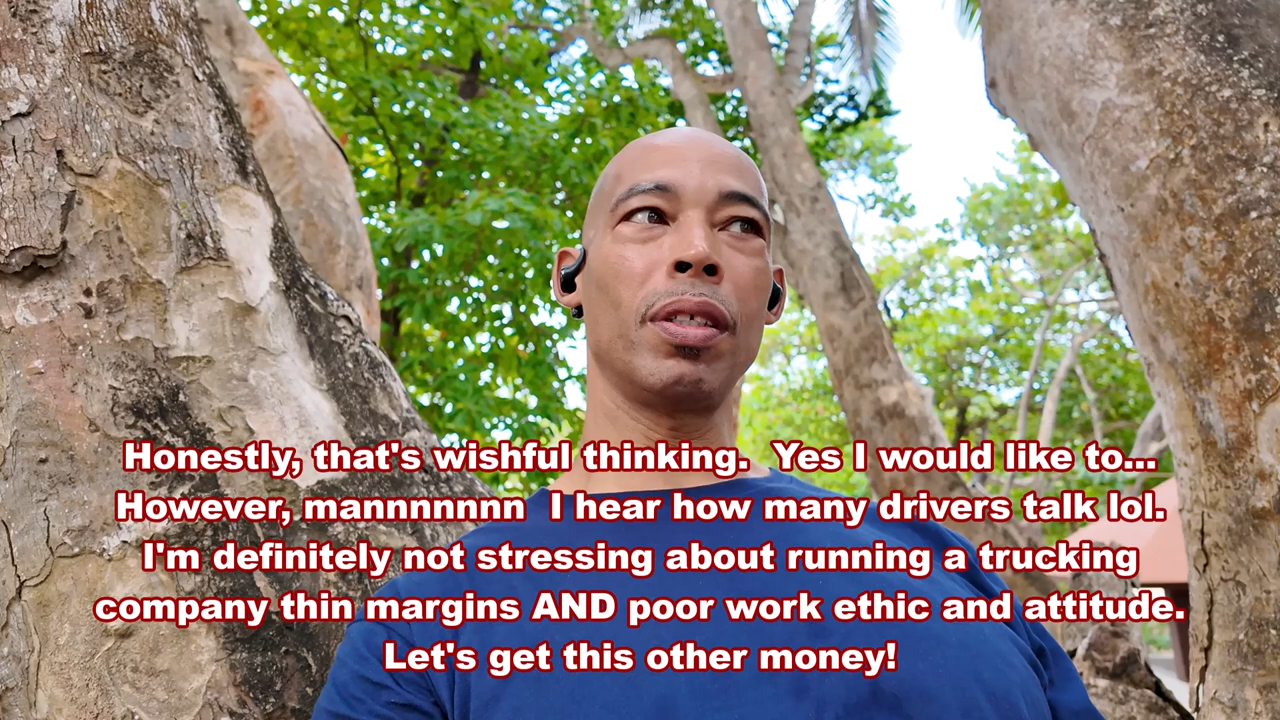 Honestly, that's wishful thinking.  Yes I would like to...
However, mannnnnnn  I hear how many drivers talk lol.
I'm definitely not stressing about running a trucking
company thin margins AND poor work ethic and attitude.
Let's get this other money!